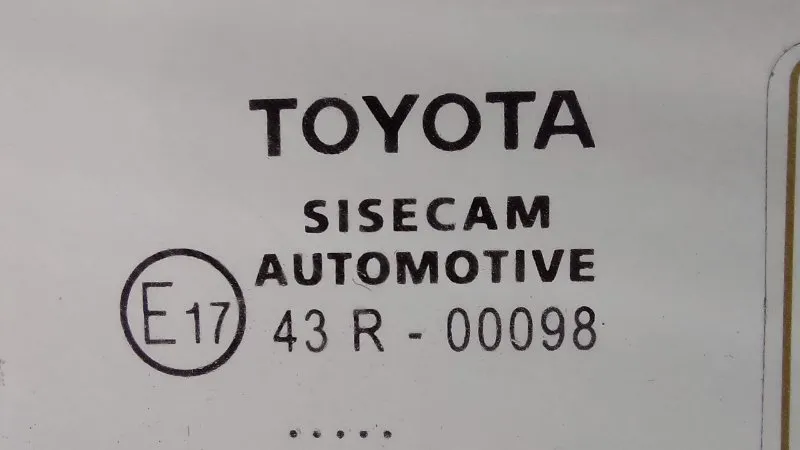 TOYOTA
SISECAM
AUTOMOTIVE
E17 43 R - 00098
.....